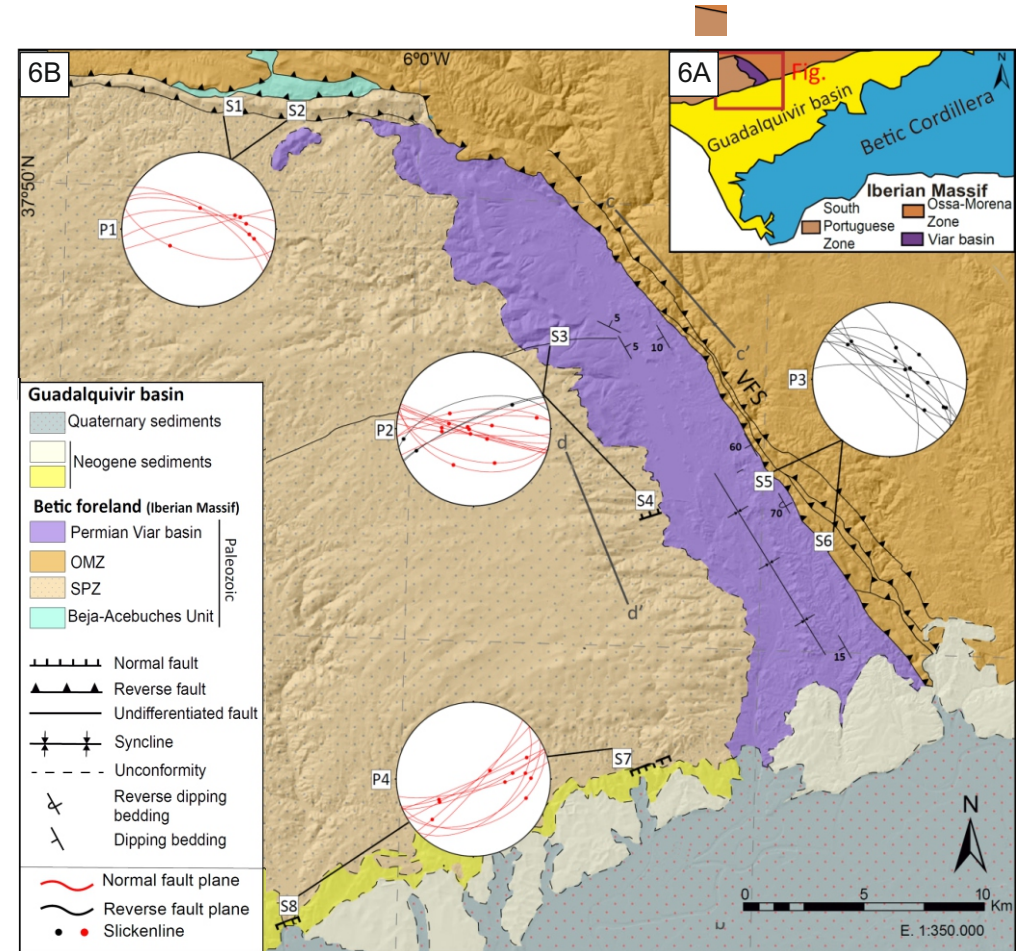 6B
6º0'W
6A
Fig.
N
Guadalquivir basin
Betic Cordillera
Iberian Massif
South
Portuguese
Zone
Ossa-Morena
Zone
Viar basin
37º50'N
S1
S2
P1
c
c'
VFS
S3
5
5
10
P3
P2
d
d'
60
S4
S5
70
S6
15
Guadalquivir basin
Quaternary sediments
Neogene sediments
Betic foreland (Iberian Massif)
Permian Viar basin
OMZ
SPZ
Beja-Acebuches Unit
Paleozoic
Normal fault
Reverse fault
Undifferentiated fault
Syncline
Unconformity
Reverse dipping
bedding
Dipping bedding
Normal fault plane
Reverse fault plane
Slickenline
P4
S7
S8
N
0 5 10
Km
E. 1:350.000